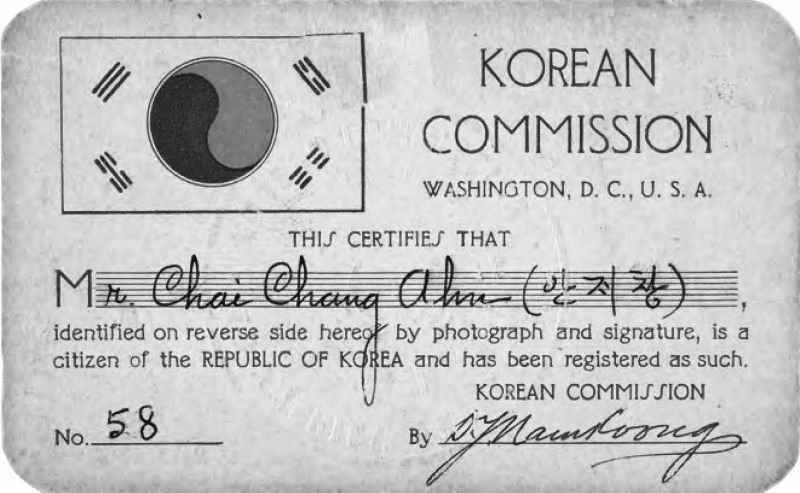 KOREAN
COMMISSION
WASHINGTON, D. C., U. S. A.
THIS CERTIFIES THAT
Mr. Chai Chang Ahn (안지창),
identified on reverse side hereof by photograph and signature, is a
citizen of the REPUBLIC OF KOREA and has been registered as such.
KOREAN COMMISSION
No. 58 By